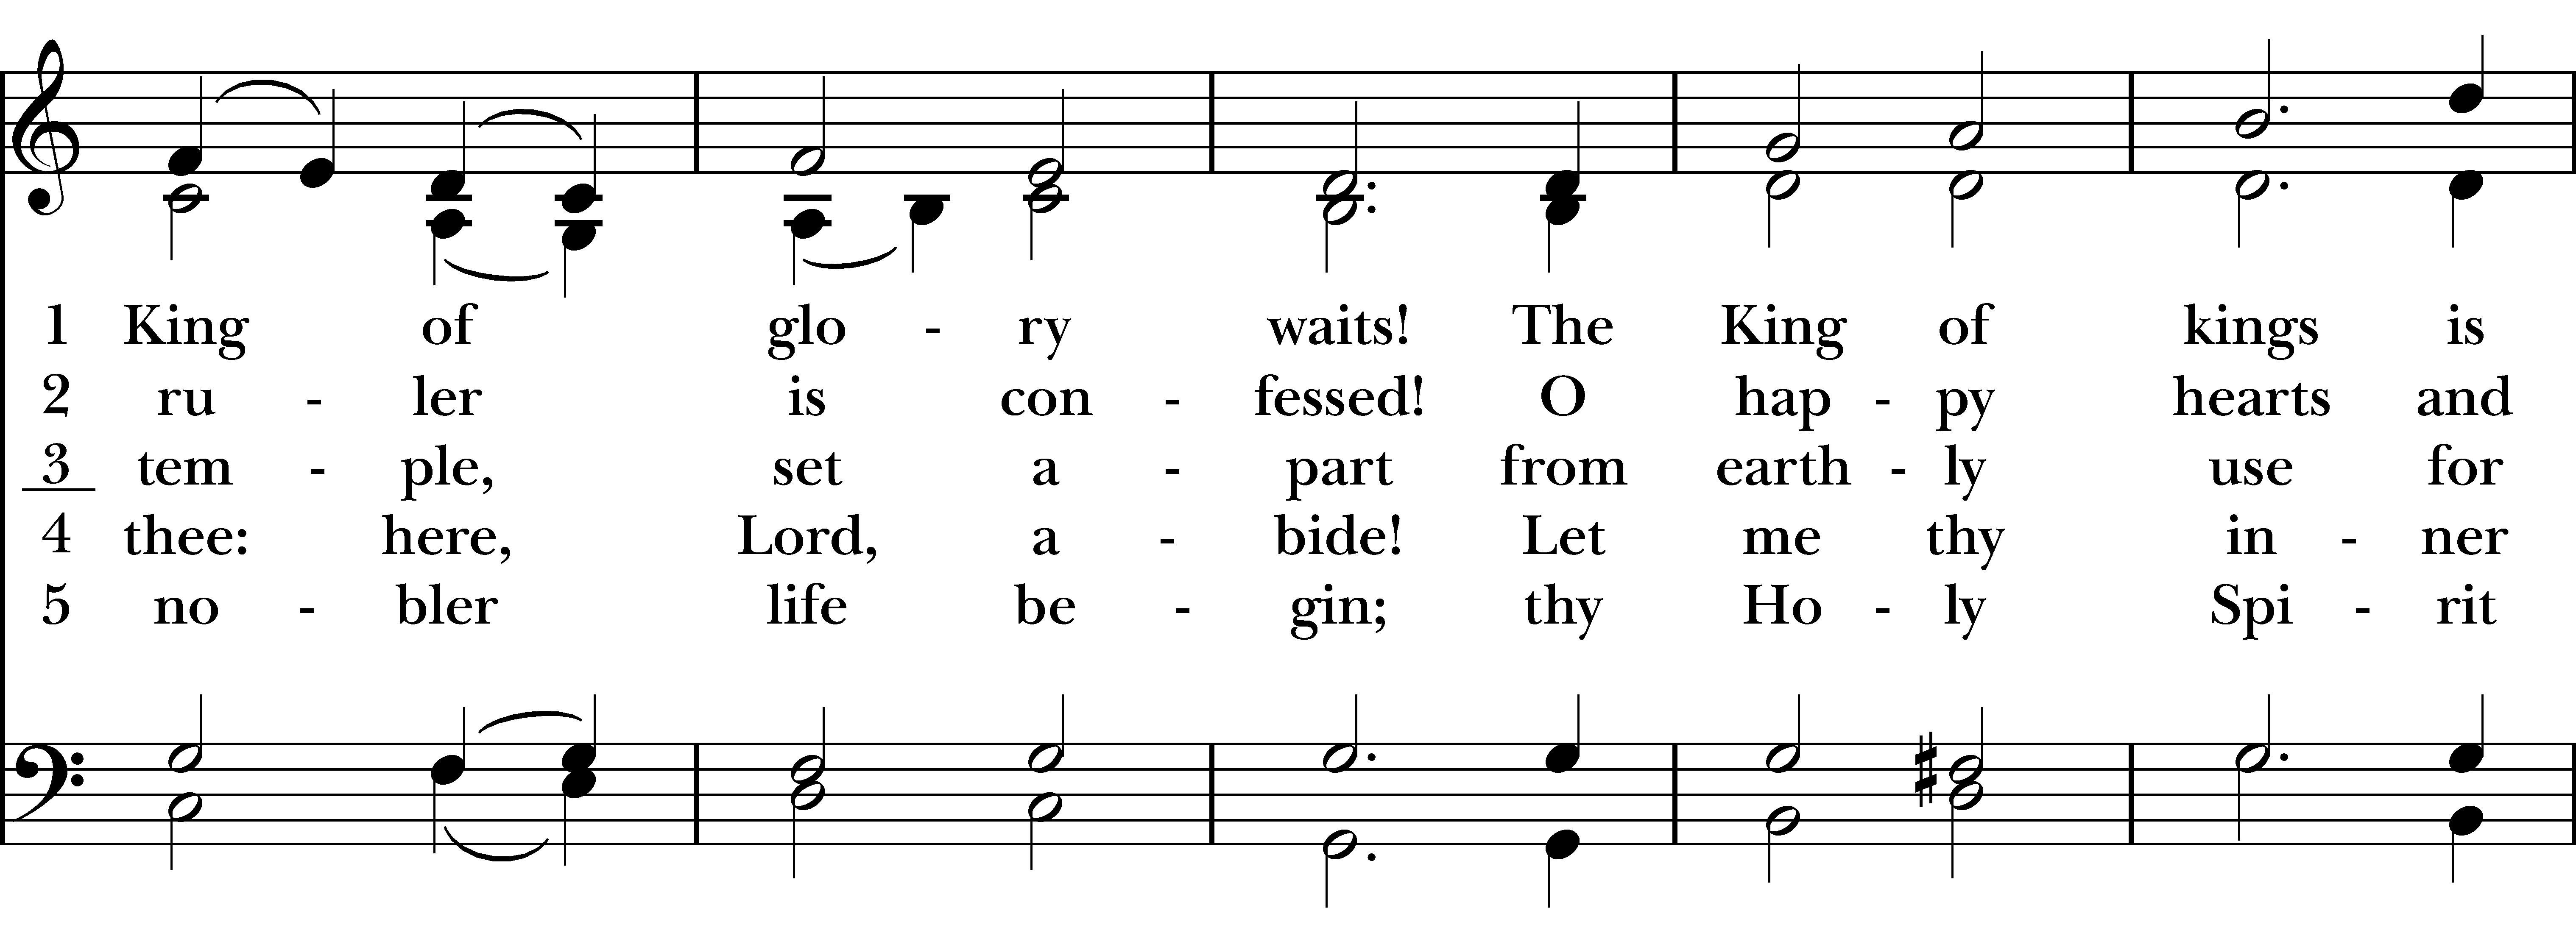 1 King of glo - ry waits! The King of kings is
2 ru - ler is con - fessed! O hap - py hearts and
3 tem - ple, set a - part from earth - ly use for
4 thee: here, Lord, a - bide! Let me thy in - ner
5 no - bler life be - gin; thy Ho - ly Spi - rit